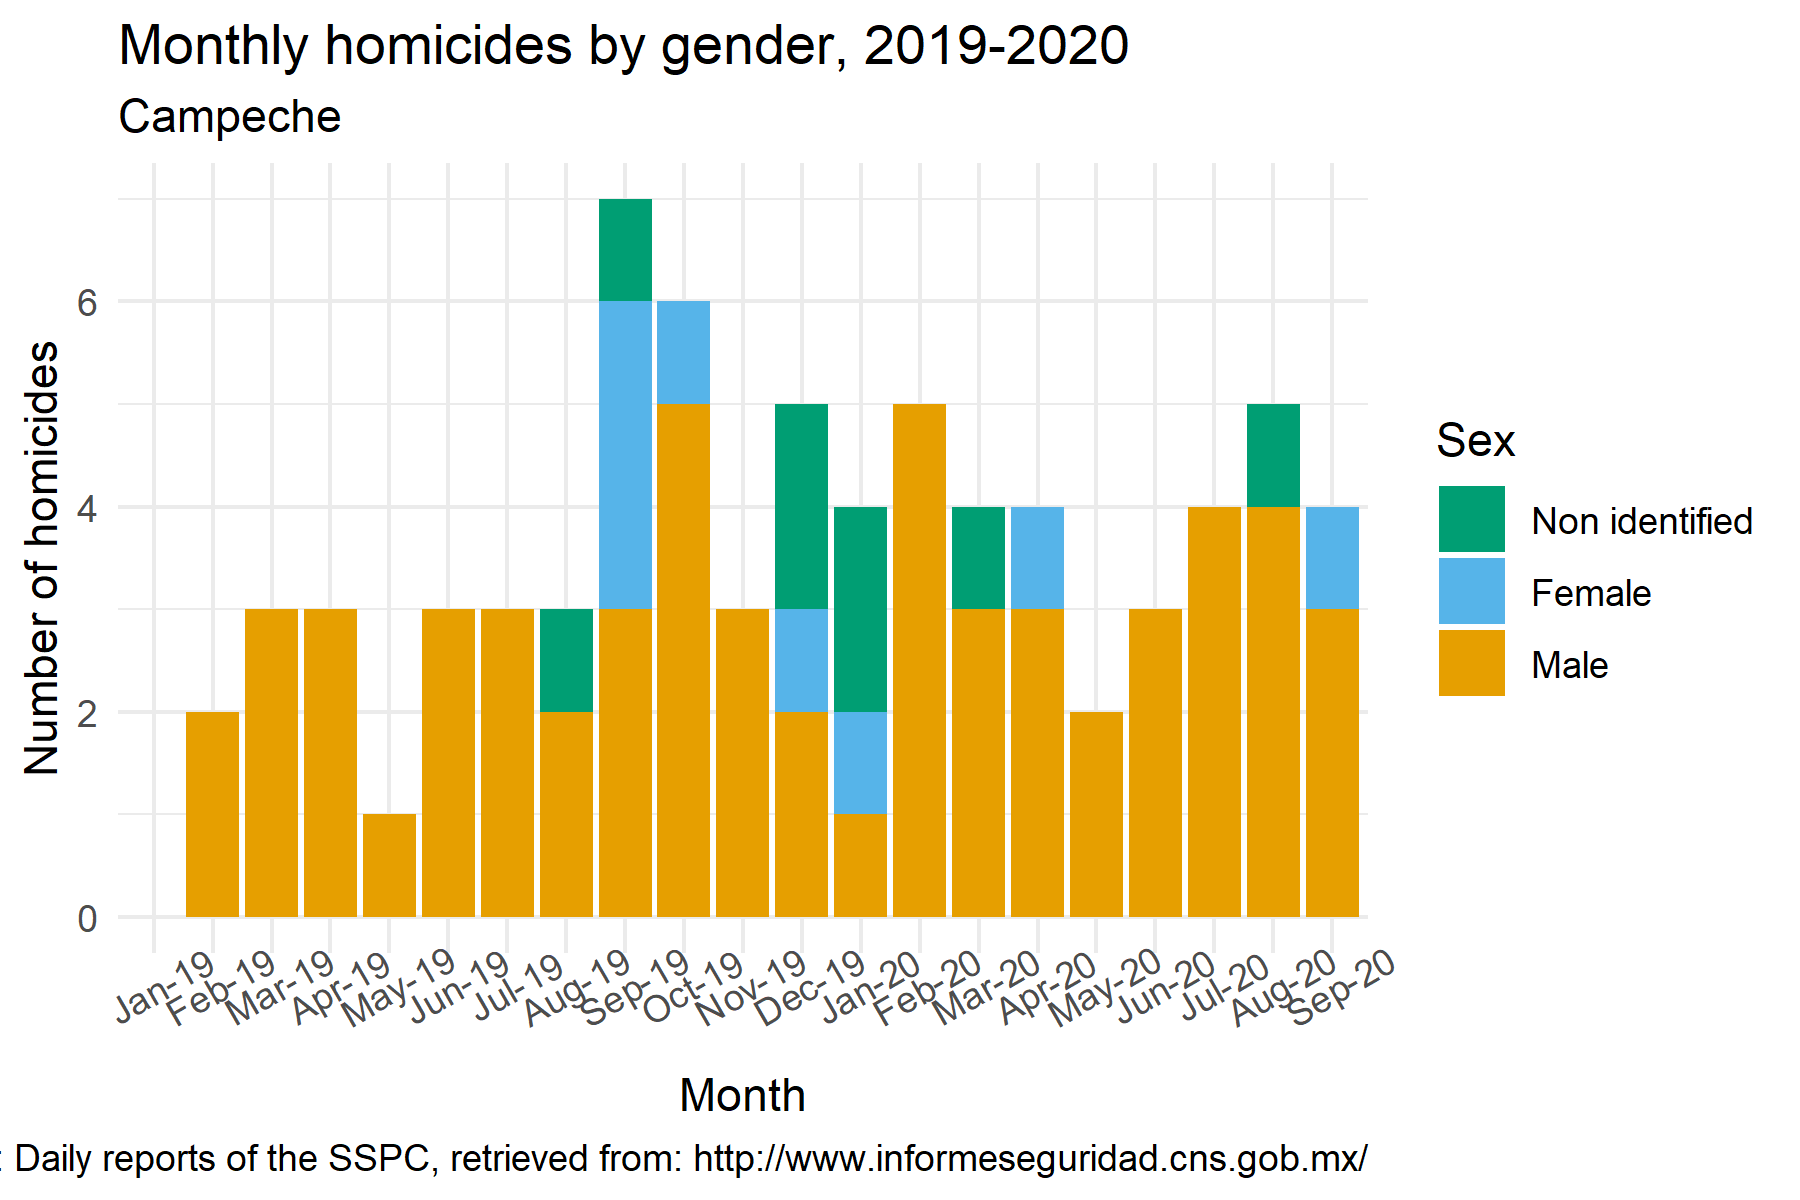 Monthly homicides by gender, 2019-2020
Campeche
Number of homicides
6
4
2
0
Jan-19
Feb-19
Mar-19
Apr-19
May-19
Jun-19
Jul-19
Aug-19
Sep-19
Oct-19
Nov-19
Dec-19
Jan-20
Feb-20
Mar-20
Apr-20
May-20
Jun-20
Jul-20
Aug-20
Sep-20
Month
Sex
Non identified
Female
Male
: Daily reports of the SSPC, retrieved from: http://www.informeseguridad.cns.gob.mx/